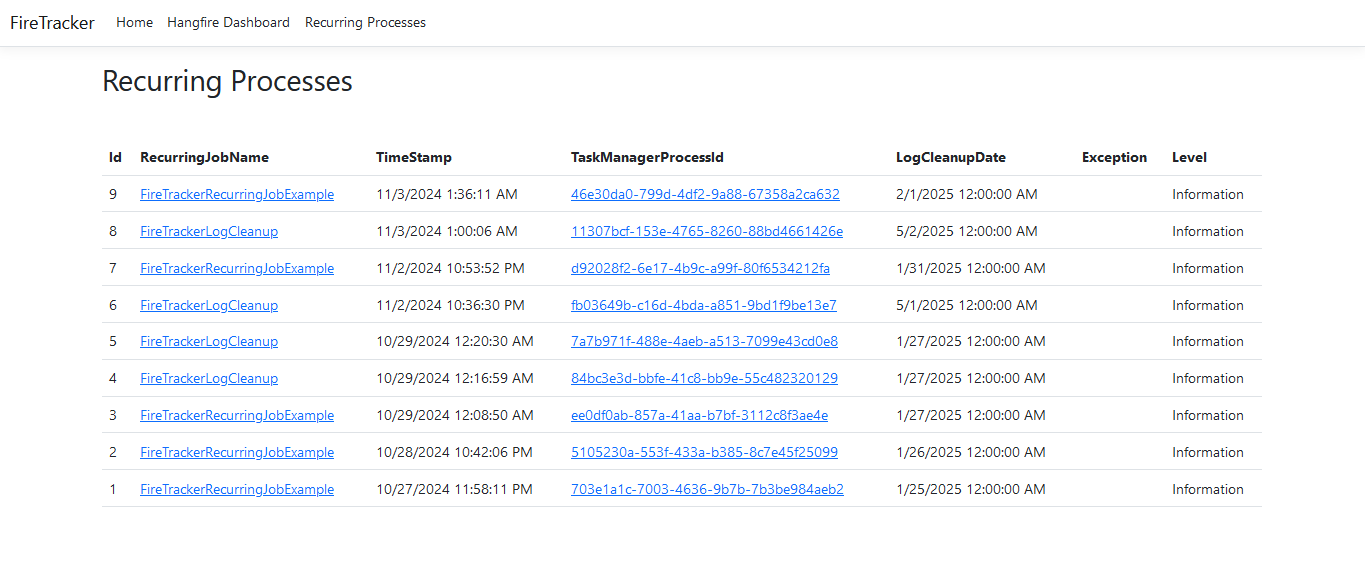 FireTracker Home Hangfire Dashboard Recurring Processes
Recurring Processes
Id RecurringJobName TimeStamp TaskManagerProcessId LogCleanupDate Exception Level
9 FireTrackerRecurringJobExample 11/3/2024 1:36:11 AM 46e30da0-799d-4df2-9a88-67358a2ca632 2/1/2025 12:00:00 AM Information
8 FireTrackerLogCleanup 11/3/2024 1:00:06 AM 11307bcf-153e-4765-8260-88bd4661426e 5/2/2025 12:00:00 AM Information
7 FireTrackerRecurringJobExample 11/2/2024 10:53:52 PM d92028f2-6e17-4b9c-a99f-80f6534212fa 1/31/2025 12:00:00 AM Information
6 FireTrackerLogCleanup 11/2/2024 10:36:30 PM fb03649b-c16d-4bda-a851-9bd1f9be13e7 5/1/2025 12:00:00 AM Information
5 FireTrackerLogCleanup 10/29/2024 12:20:30 AM 7a7b971f-488e-4aeb-a513-7099e43cd0e8 1/27/2025 12:00:00 AM Information
4 FireTrackerLogCleanup 10/29/2024 12:16:59 AM 84bc3e3d-bbfe-41c8-bb9e-55c482320129 1/27/2025 12:00:00 AM Information
3 FireTrackerRecurringJobExample 10/29/2024 12:08:50 AM ee0df0ab-857a-41aa-b7bf-3112c8f3ae4e 1/27/2025 12:00:00 AM Information
2 FireTrackerRecurringJobExample 10/28/2024 10:42:06 PM 5105230a-553f-433a-b385-8c7e45f25099 1/26/2025 12:00:00 AM Information
1 FireTrackerRecurringJobExample 10/27/2024 11:58:11 PM 703e1a1c-7003-4636-9b7b-7b3be984aeb2 1/25/2025 12:00:00 AM Information